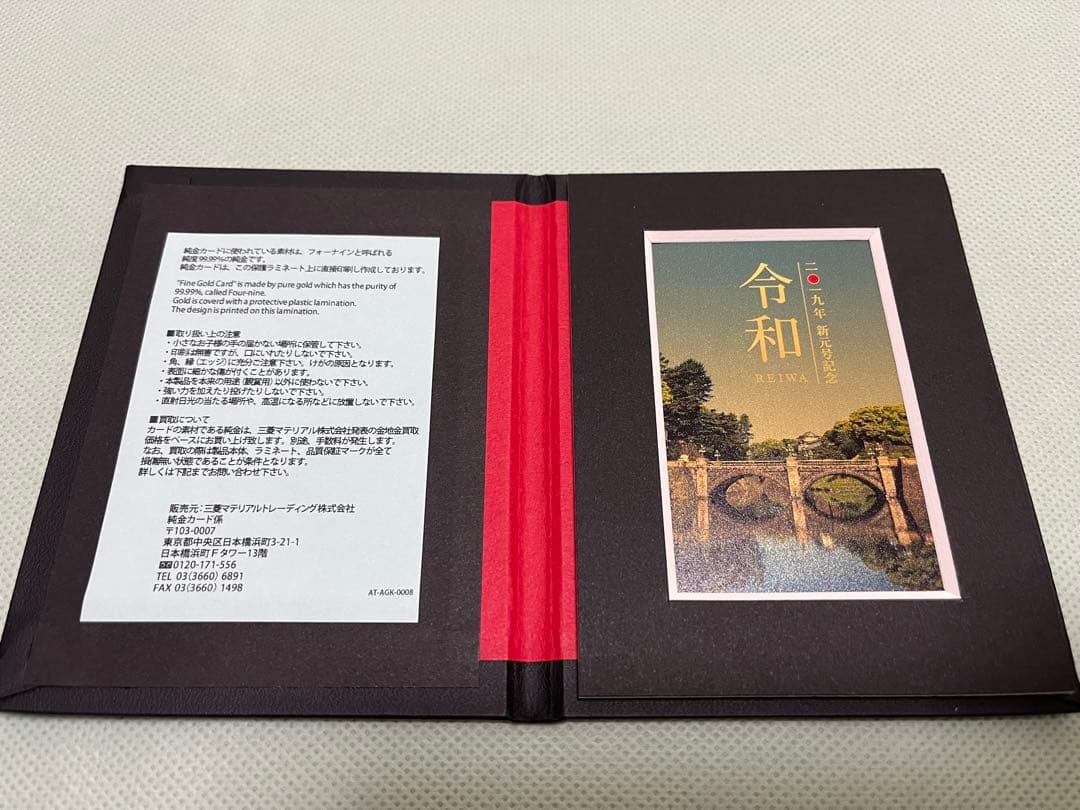 純金カードに使われている素材は、フォーナインと呼ばれる
純度99.99%の純金です。
純金カードは、この保護ラミネート上に直接印刷し作成しております。
"Fine Gold Card" is made by pure gold which has the purity of
99.99%, called Four-nine.
Gold is coverd with a protective plastic lamination.
The design is printed on this lamination.
■取り扱い上の注意
・小さなお子様の手の届かない場所に保管して下さい。
・印刷は無害ですが、口にいれたりしないで下さい。
・角、縁(エッジ)に充分ご注意下さい。けがの原因となります。
・表面に細かな傷が付くことがあります。
・本製品を本来の用途(観賞用)以外に使わないで下さい。
・強い力を加えたり投げたりしないで下さい。
・直射日光の当たる場所や、高温になる所などに放置しないで下さい。
■買取について
カードの素材である純金は、三菱マテリアル株式会社発表の金地金買取
価格をベースにお買い上げ致します。別途、手数料が発生します。
なお、買取の際は製品本体、ラミネート、品質保証マークが全て
損傷無い状態であることが条件となります。
詳しくは下記までお問い合わせ下さい。
販売元:三菱マテリアルトレーディング株式会社
純金カード係
〒103-0007
東京都中央区日本橋浜町3-21-1
日本橋浜町Fタワー13階
0120-171-556
TEL 03(3660) 6891
FAX 03(3660) 1498
AT-AGK-0008
二〇一九年 新元号記念
令和
REIWA